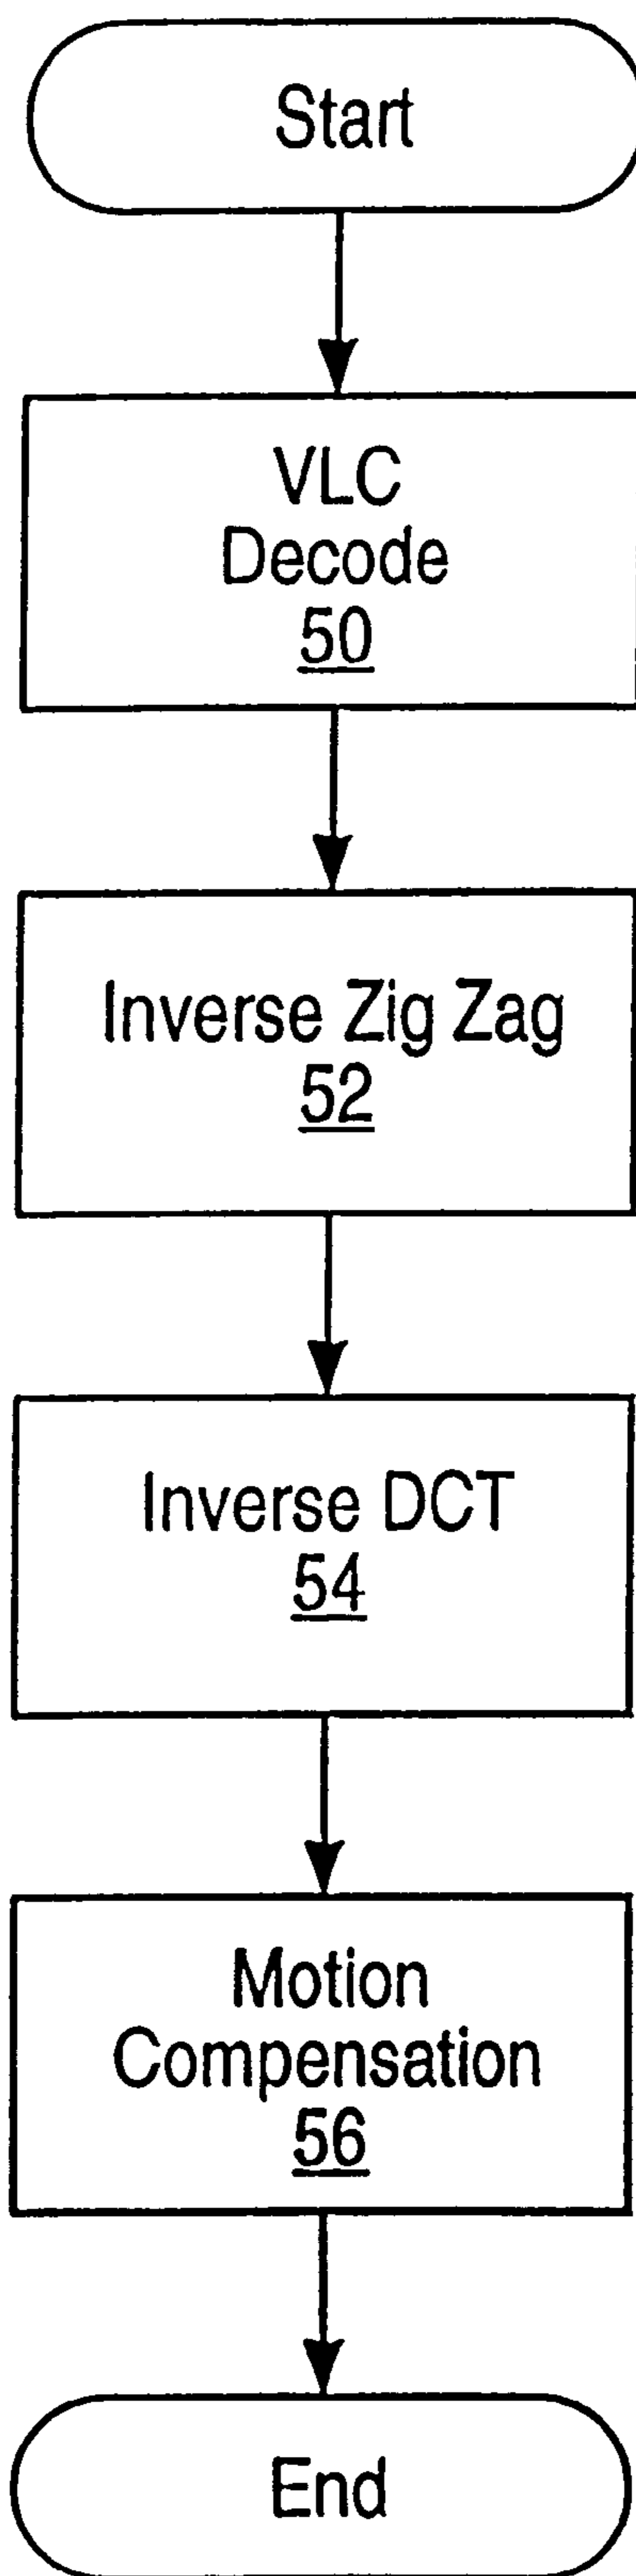 Start
VLC
Decode
50
Inverse Zig Zag
52
Inverse DCT
54
Motion
Compensation
56
End